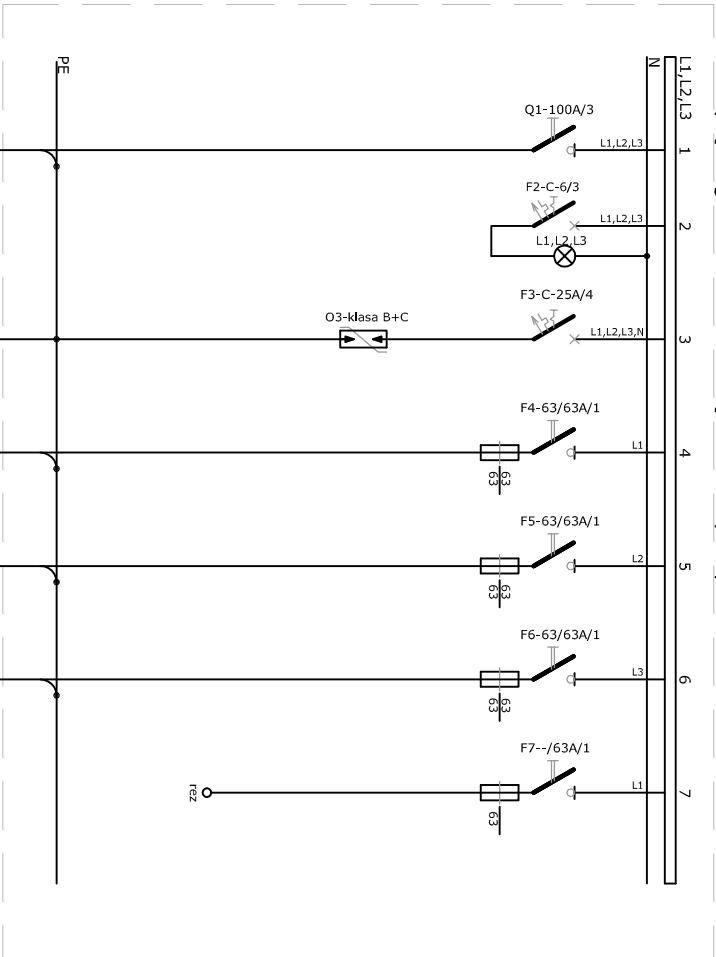 PE
N
L1,L2,L3
Q1-100A/3
L1,L2,L3
1
F2-C-6/3
L1,L2,L3
2
L1,L2,L3
F3-C-25A/4
O3-klasa B+C
L1,L2,L3,N
3
F4-63/63A/1
L1
4
63
63
F5-63/63A/1
L2
5
63
63
F6-63/63A/1
L3
6
63
63
F7--/63A/1
L1
7
rez
63